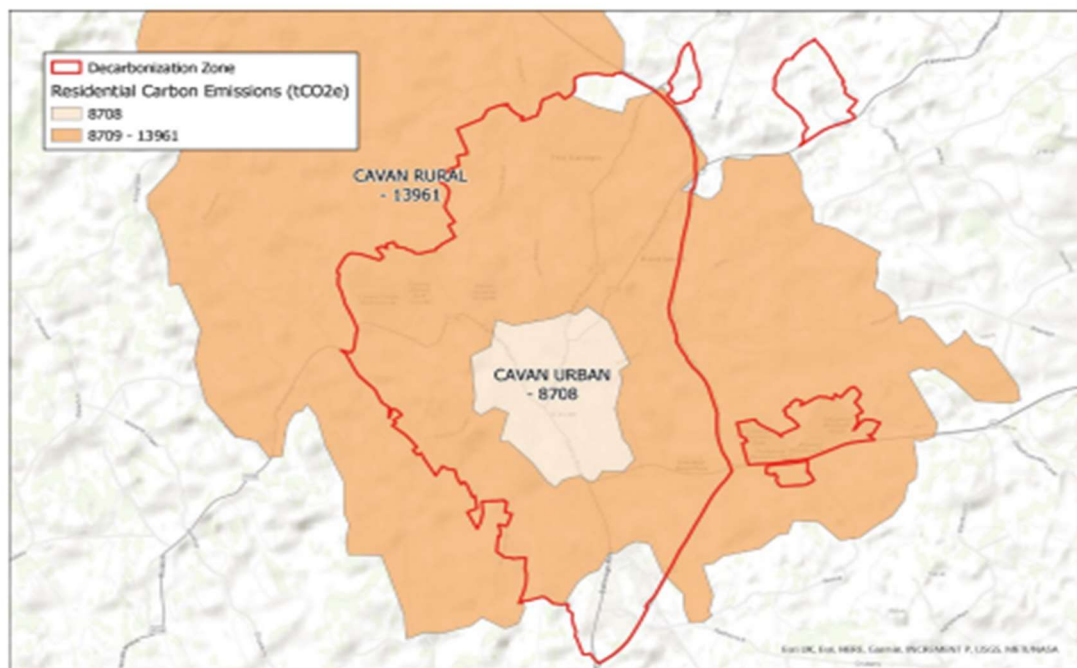 Decarbonization Zone
Residential Carbon Emissions (tCO2e)
8708
8709 - 13961
CAVAN RURAL
- 13961
CAVAN URBAN
- 8708
Esri UK, Esri, HERE, Garmin, INCREMENT P, USGS, METI/NASA